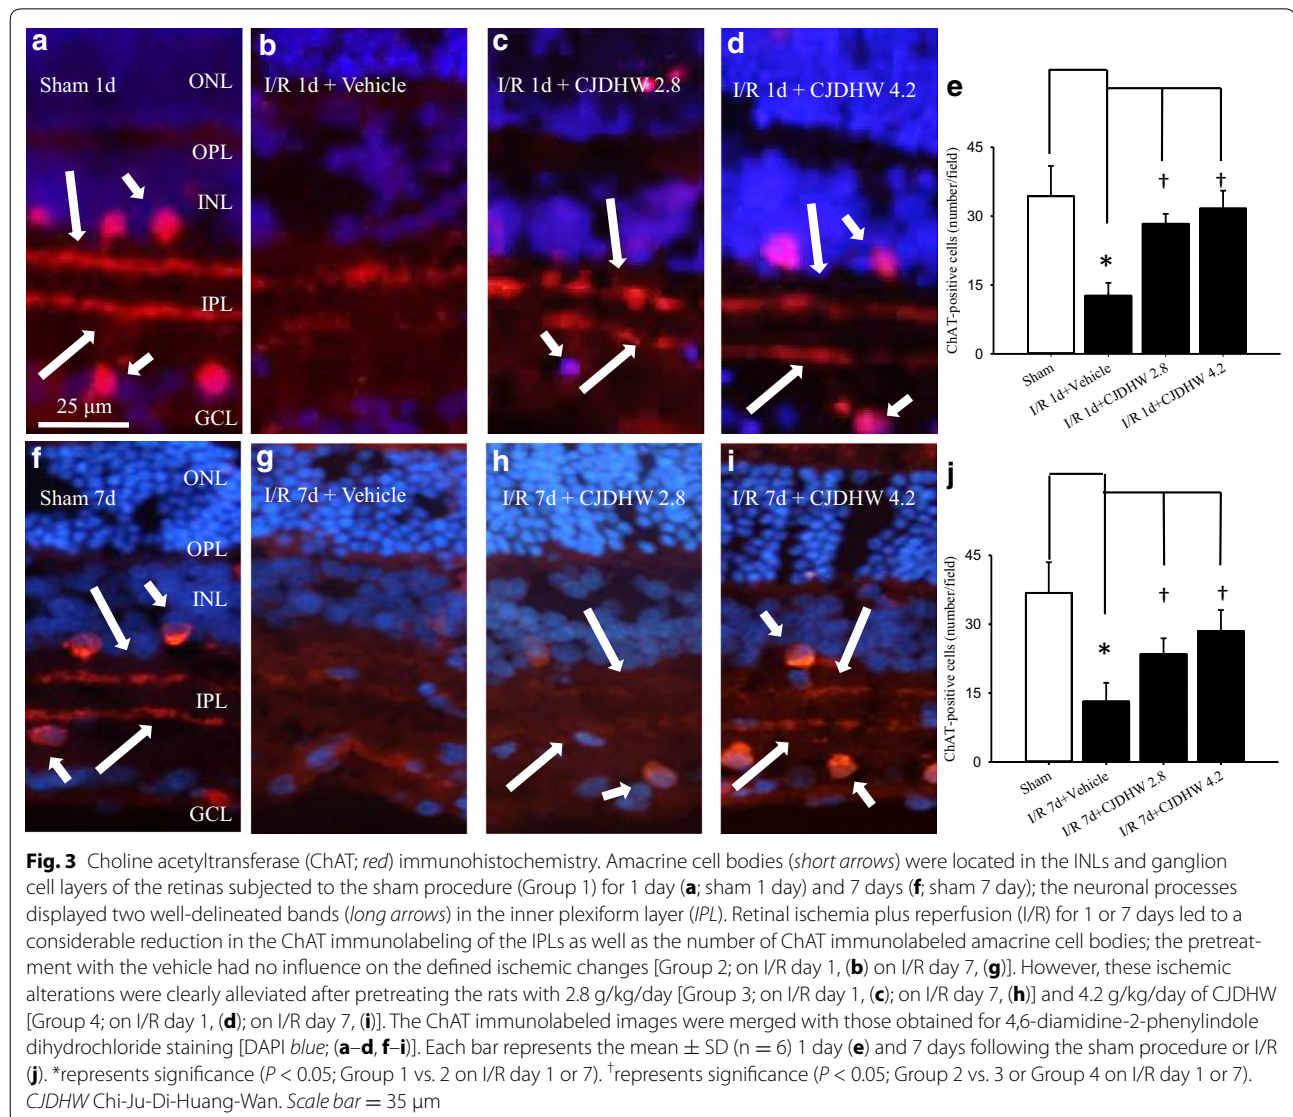 a
Sham 1d
ONL
OPL
INL
IPL
GCL
25 µm
b
I/R 1d + Vehicle
c
I/R 1d + CJDHW 2.8
d
I/R 1d + CJDHW 4.2
e
ChAT-positive cells (number/field)
45
30
15
0
*
†
†
Sham
I/R 1d+Vehicle
I/R 1d+CJDHW 2.8
I/R 1d+CJDHW 4.2
f
Sham 7d
ONL
OPL
INL
IPL
GCL
g
I/R 7d + Vehicle
h
I/R 7d + CJDHW 2.8
i
I/R 7d + CJDHW 4.2
j
ChAT-positive cells (number/field)
45
30
15
0
*
†
†
Sham
I/R 7d+Vehicle
I/R 7d+CJDHW 2.8
I/R 7d+CJDHW 4.2
Fig. 3 Choline acetyltransferase (ChAT; red) immunohistochemistry. Amacrine cell bodies (short arrows) were located in the INLs and ganglion
cell layers of the retinas subjected to the sham procedure (Group 1) for 1 day (a; sham 1 day) and 7 days (f; sham 7 day); the neuronal processes
displayed two well-delineated bands (long arrows) in the inner plexiform layer (IPL). Retinal ischemia plus reperfusion (I/R) for 1 or 7 days led to a
considerable reduction in the ChAT immunolabeling of the IPLs as well as the number of ChAT immunolabeled amacrine cell bodies; the pretreat-
ment with the vehicle had no influence on the defined ischemic changes [Group 2; on I/R day 1, (b) on I/R day 7, (g)]. However, these ischemic
alterations were clearly alleviated after pretreating the rats with 2.8 g/kg/day [Group 3; on I/R day 1, (c); on I/R day 7, (h)] and 4.2 g/kg/day of CJDHW
[Group 4; on I/R day 1, (d); on I/R day 7, (i)]. The ChAT immunolabeled images were merged with those obtained for 4,6-diamidine-2-phenylindole
dihydrochloride staining [DAPI blue; (a–d, f–i)]. Each bar represents the mean ± SD (n = 6) 1 day (e) and 7 days following the sham procedure or I/R
(j). *represents significance (P < 0.05; Group 1 vs. 2 on I/R day 1 or 7). †represents significance (P < 0.05; Group 2 vs. 3 or Group 4 on I/R day 1 or 7).
CJDHW Chi-Ju-Di-Huang-Wan. Scale bar = 35 µm